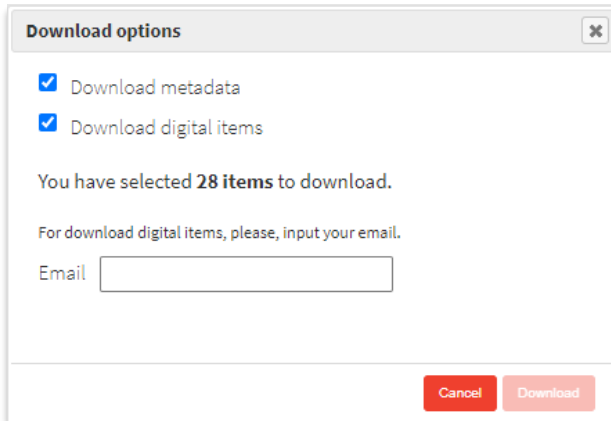 Download options
Download metadata
Download digital items
You have selected 28 items to download.
For download digital items, please, input your email.
Email
Cancel Download